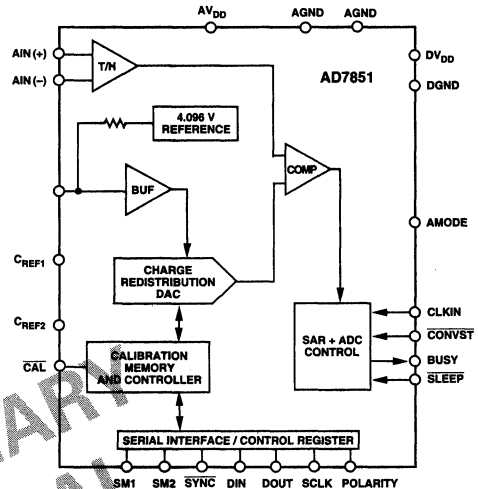 AVDD
AGND
AGND
AIN (+)
AIN (–)
T/H
AD7851
DVDD
DGND
4.096 V
REFERENCE
BUF
COMP
AMODE
CREF1
CHARGE
REDISTRIBUTION
DAC
CREF2
CAL
CALIBRATION
MEMORY
AND CONTROLLER
SAR + ADC
CONTROL
CLKIN
CONVST
BUSY
SLEEP
SERIAL INTERFACE / CONTROL REGISTER
SM1 SM2 SYNC DIN DOUT SCLK POLARITY